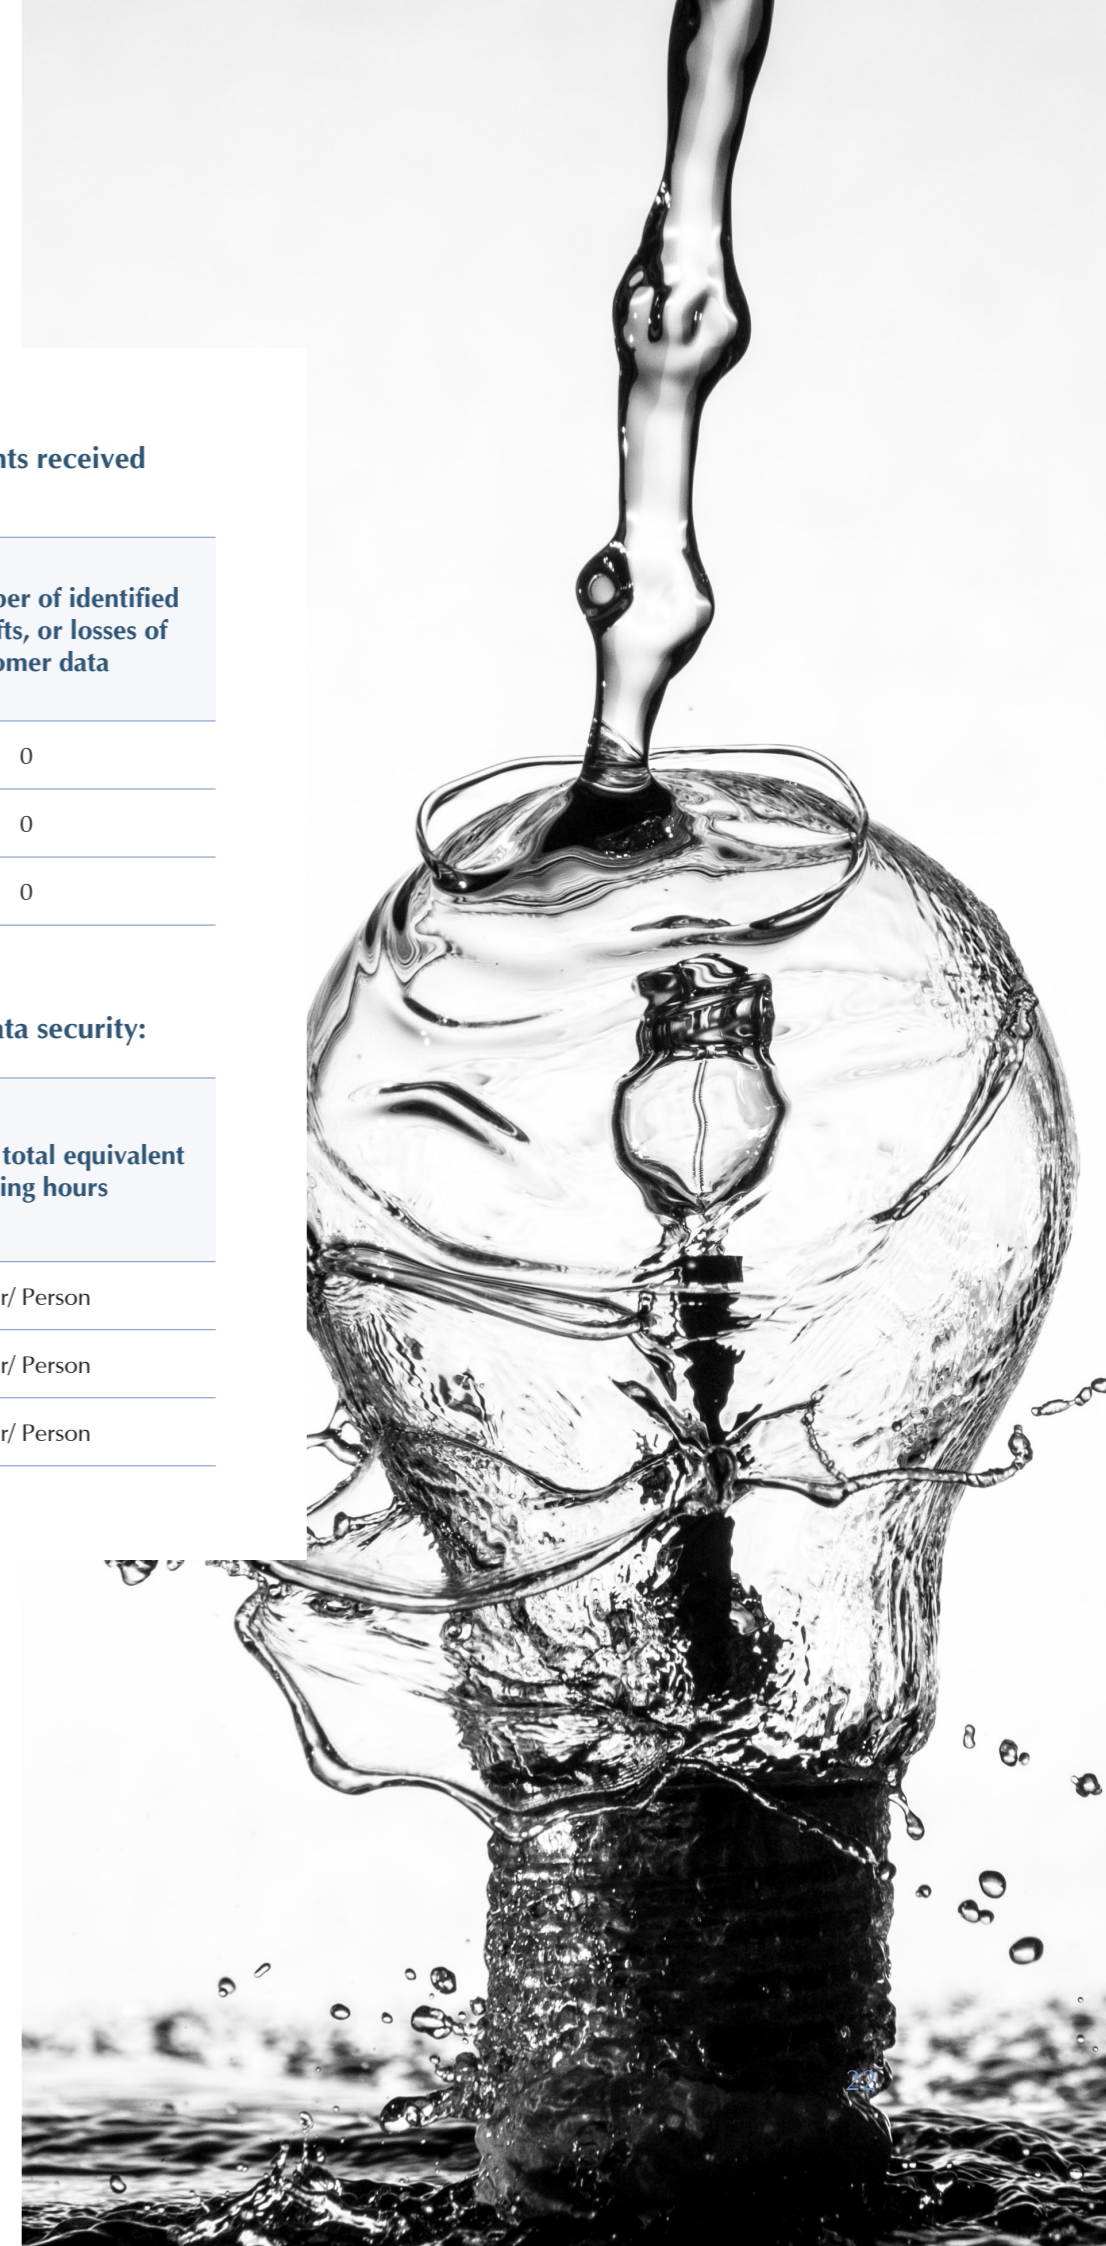 nts received
ber of identified
fts, or losses of
omer data
0
0
0
ata security:
total equivalent
ing hours
r/ Person
r/ Person
r/ Person
22